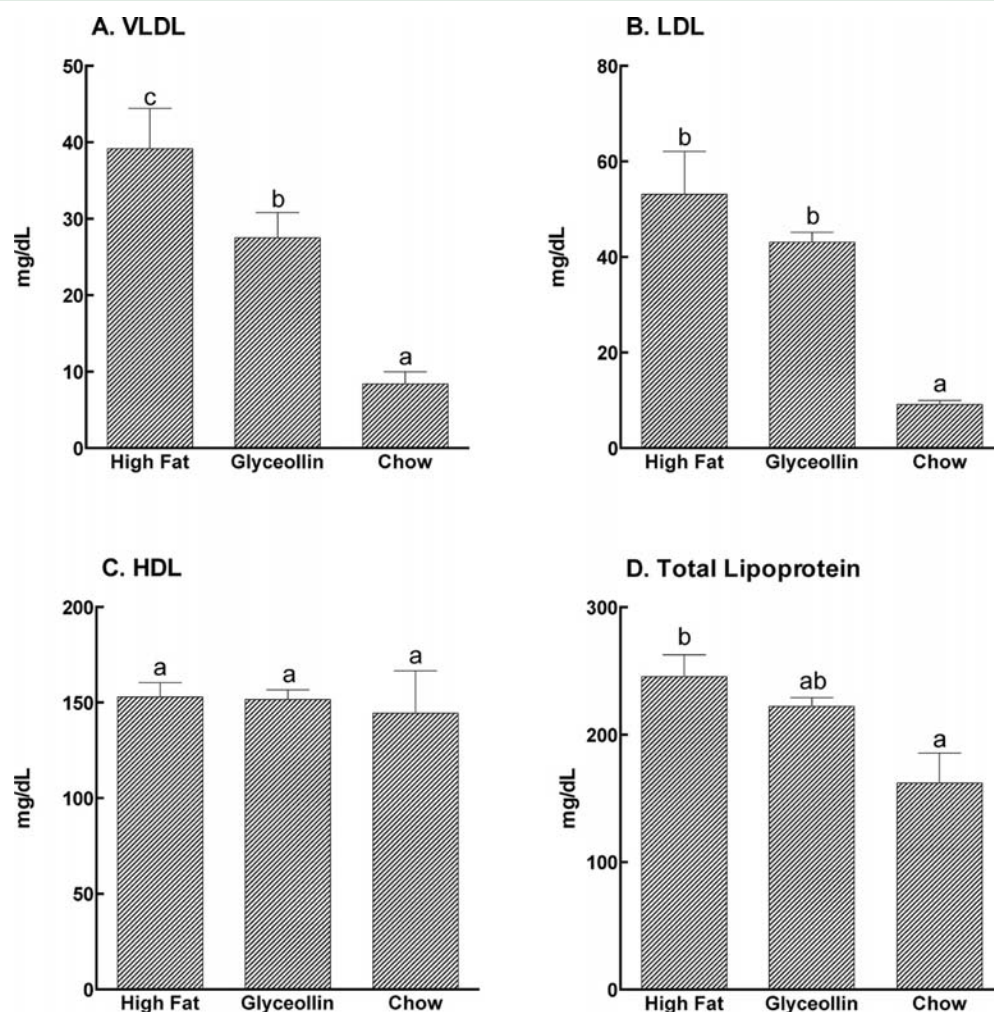 A. VLDL
50
40
30
20
10
0
mg/dL
c
b
a
High Fat Glyceollin Chow
B. LDL
80
60
40
20
0
mg/dL
b
b
a
High Fat Glyceollin Chow
C. HDL
200
150
100
50
0
mg/dL
a
a
a
High Fat Glyceollin Chow
D. Total Lipoprotein
300
200
100
0
mg/dL
b
ab
a
High Fat Glyceollin Chow